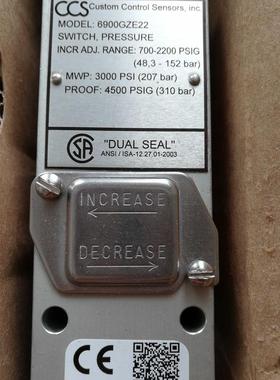 CCS Custom Control Sensors, Inc.
MODEL: 6900GZE22
SWITCH, PRESSURE
INCR ADJ. RANGE: 700-2200 PSIG
(48,3 - 152 bar)
MWP: 3000 PSI (207 bar)
PROOF: 4500 PSIG (310 bar)
SA
"DUAL SEAL"
ANSI / ISA-12.27.01-2003
INCREASE
DECREASE
CE